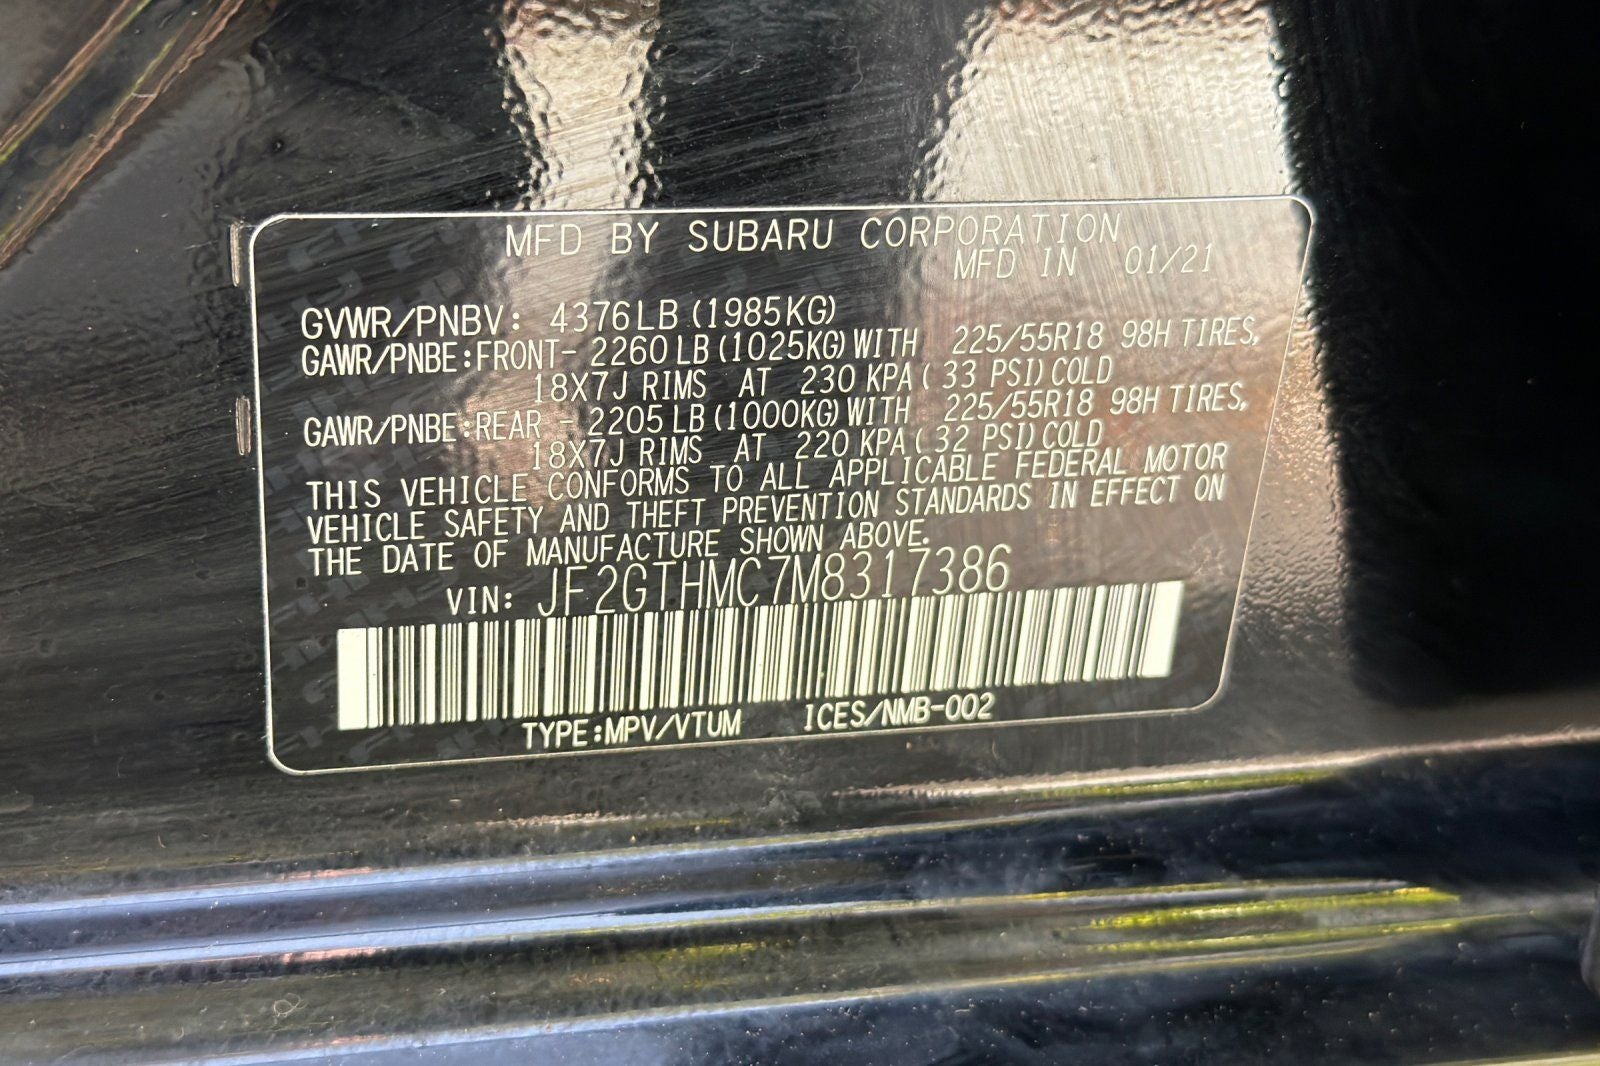 MFD BY SUBARU CORPORATION
MFD IN 01/21
GVWR/PNBV: 4376LB (1985KG)
GAWR/PNBE:FRONT- 2260 LB (1025KG) WITH 225/55R18 98H TIRES,
18X7J RIMS AT 230 KPA ( 33 PSI) COLD
GAWR/PNBE:REAR - 2205 LB (1000KG) WITH 225/55R18 98H TIRES,
18X7J RIMS AT 220 KPA ( 32 PSI) COLD
THIS VEHICLE CONFORMS TO ALL APPLICABLE FEDERAL MOTOR
VEHICLE SAFETY AND THEFT PREVENTION STANDARDS IN EFFECT ON
THE DATE OF MANUFACTURE SHOWN ABOVE.
VIN: JF2GTHMC7M8317386
TYPE:MPV/VTUM ICES/NMB-002